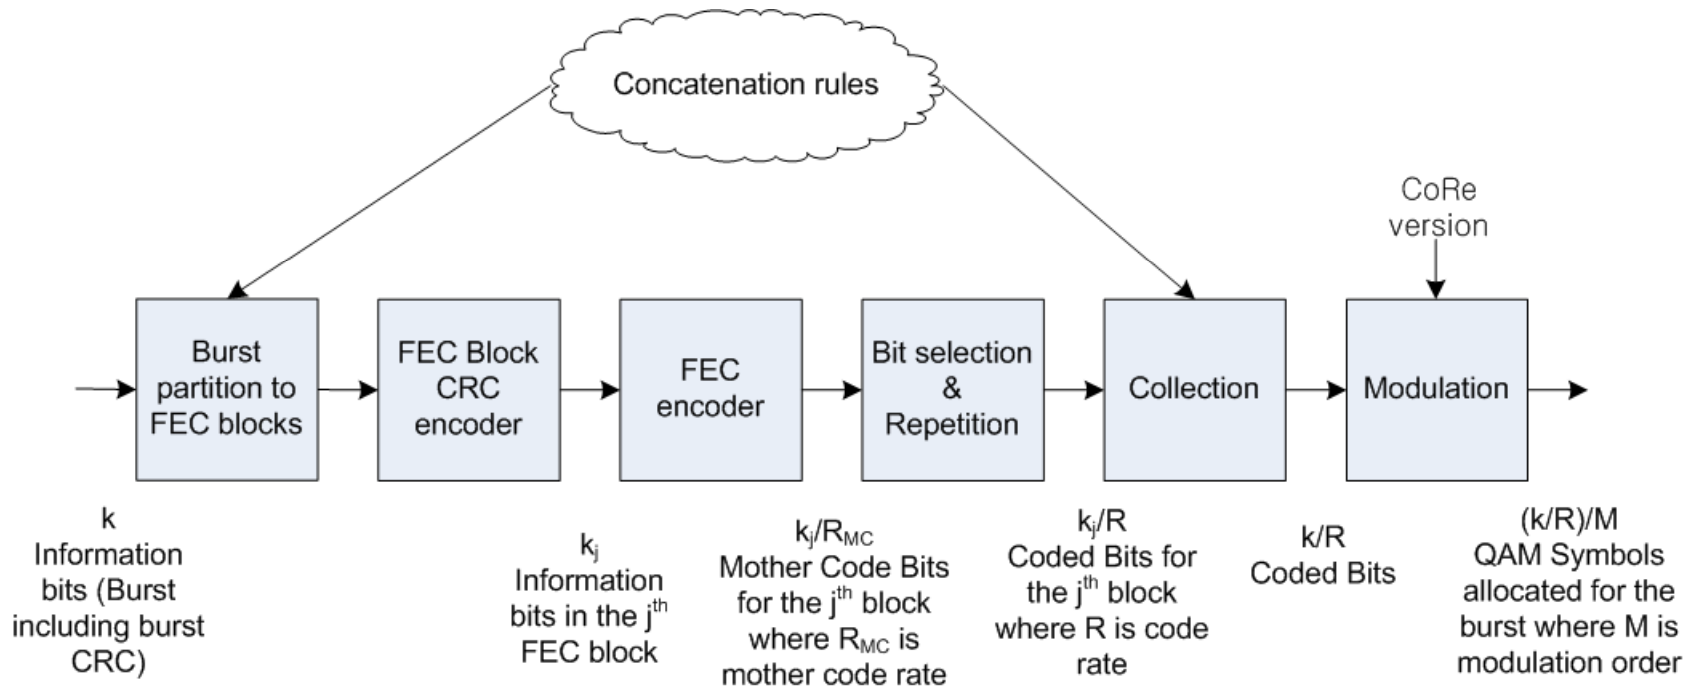 Concatenation rules
CoRe
version
Burst
partition to
FEC blocks
FEC Block
CRC
encoder
FEC
encoder
Bit selection
&
Repetition
Collection
Modulation
k
Information
bits (Burst
including burst
CRC)
kj
Information
bits in the jth
FEC block
kj/RMC
Mother Code Bits
for the jth block
where RMC is
mother code rate
kj/R
Coded Bits for
the jth block
where R is code
rate
k/R
Coded Bits
(k/R)/M
QAM Symbols
allocated for the
burst where M is
modulation order